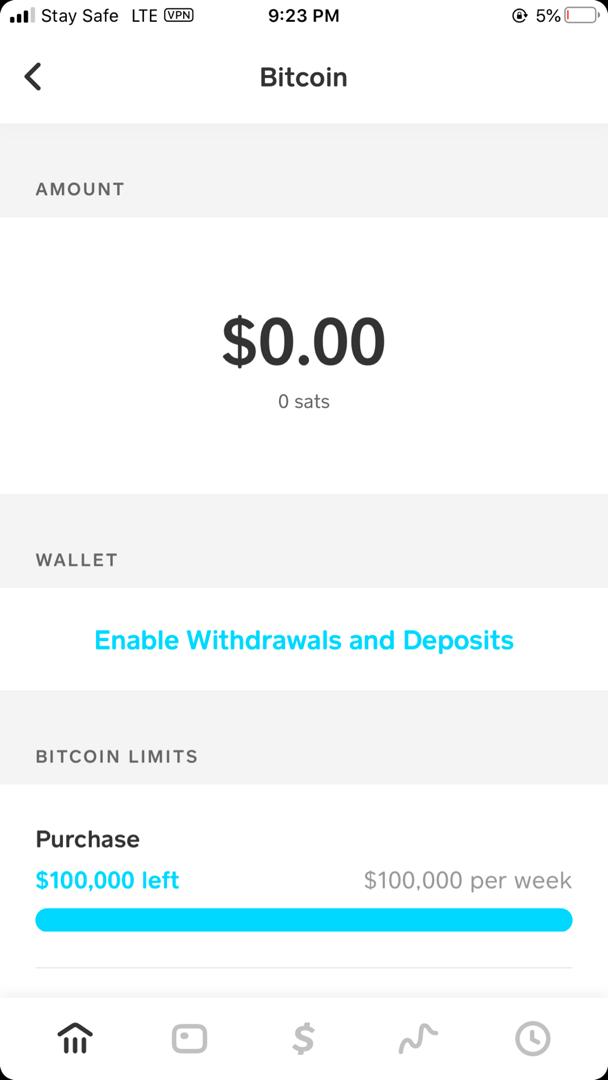 Stay Safe LTE VPN 9:23 PM 5%
Bitcoin
AMOUNT
$0.00
0 sats
WALLET
Enable Withdrawals and Deposits
BITCOIN LIMITS
Purchase
$100,000 left $100,000 per week
$